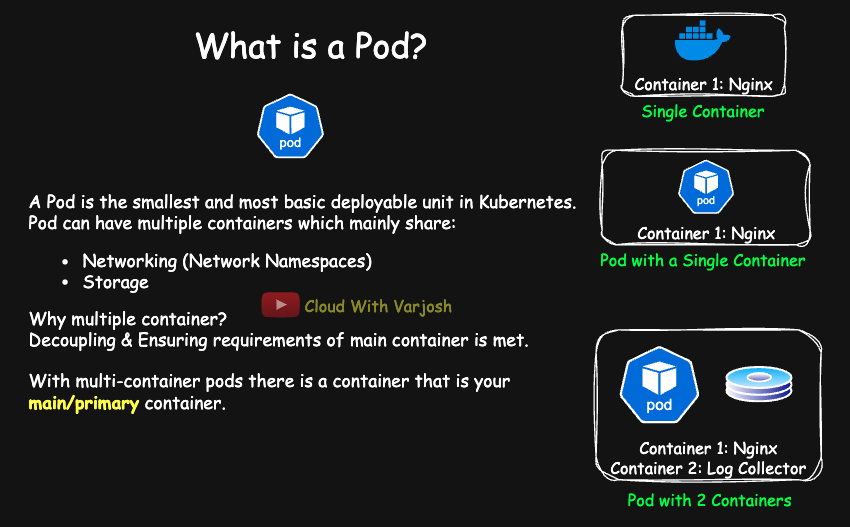 What is a Pod?
pod
A Pod is the smallest and most basic deployable unit in Kubernetes.
Pod can have multiple containers which mainly share:
• Networking (Network Namespaces)
• Storage
Cloud With Varjosh
Why multiple container?
Decoupling & Ensuring requirements of main container is met.
With multi-container pods there is a container that is your
main/primary container.
Container 1: Nginx
Single Container
pod
Container 1: Nginx
Pod with a Single Container
pod
Container 1: Nginx
Container 2: Log Collector
Pod with 2 Containers